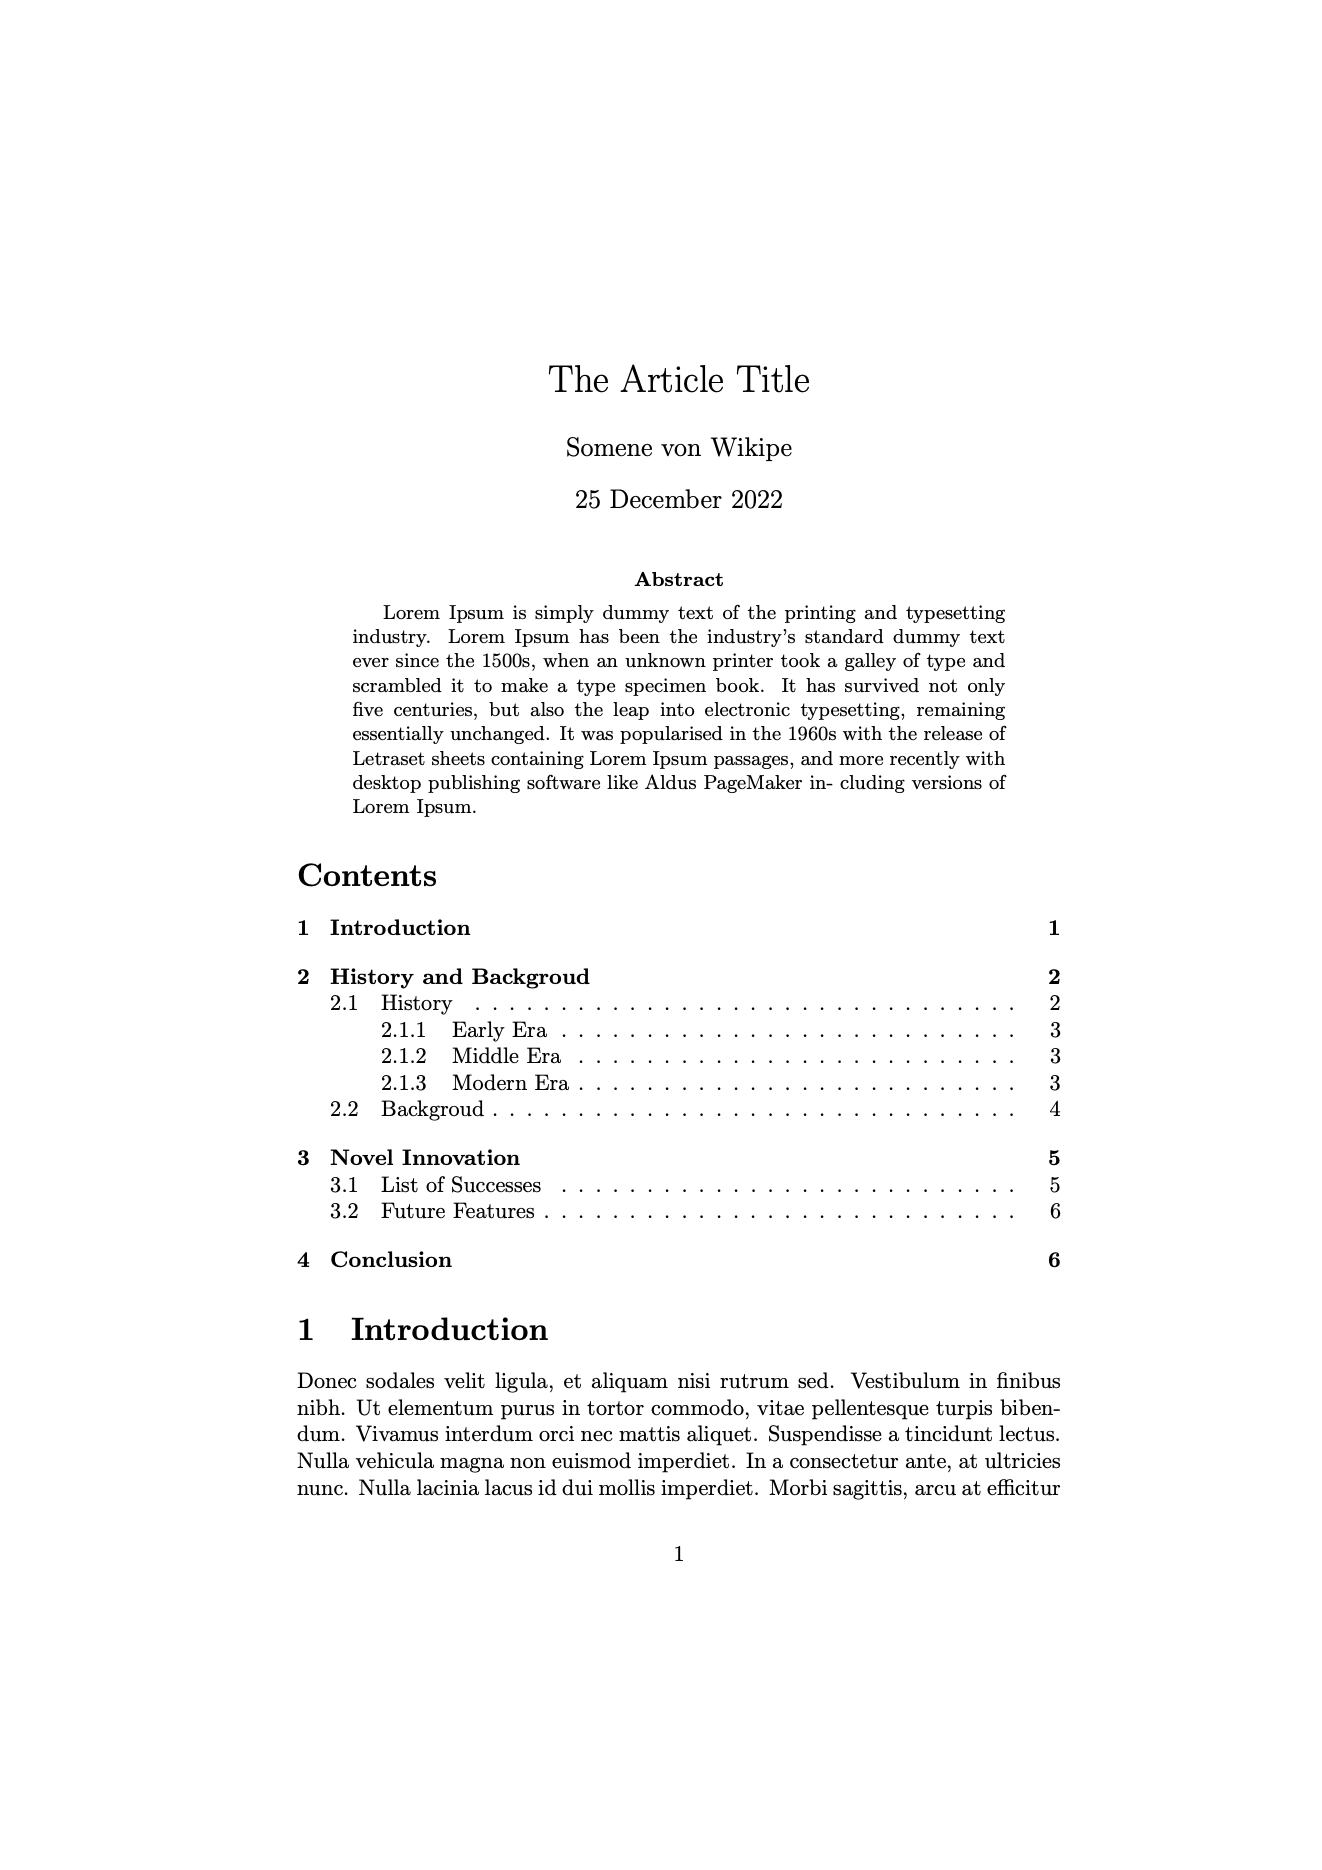 The Article Title
Somene von Wikipe
25 December 2022
Abstract
Lorem Ipsum is simply dummy text of the printing and typesetting
industry. Lorem Ipsum has been the industry's standard dummy text
ever since the 1500s, when an unknown printer took a galley of type and
scrambled it to make a type specimen book. It has survived not only
five centuries, but also the leap into electronic typesetting, remaining
essentially unchanged. It was popularised in the 1960s with the release of
Letraset sheets containing Lorem Ipsum passages, and more recently with
desktop publishing software like Aldus PageMaker in- cluding versions of
Lorem Ipsum.
Contents
1 Introduction 1
2 History and Backgroud 2
2.1 History . . . . . . . . . . . . . . . . . . . . . . . . . . . . . . . . 2
2.1.1 Early Era . . . . . . . . . . . . . . . . . . . . . . . . . . . 3
2.1.2 Middle Era . . . . . . . . . . . . . . . . . . . . . . . . . . 3
2.1.3 Modern Era . . . . . . . . . . . . . . . . . . . . . . . . . . 3
2.2 Backgroud . . . . . . . . . . . . . . . . . . . . . . . . . . . . . . . 4
3 Novel Innovation 5
3.1 List of Successes . . . . . . . . . . . . . . . . . . . . . . . . . . . 5
3.2 Future Features . . . . . . . . . . . . . . . . . . . . . . . . . . . . 6
4 Conclusion 6
1 Introduction
Donec sodales velit ligula, et aliquam nisi rutrum sed. Vestibulum in finibus
nibh. Ut elementum purus in tortor commodo, vitae pellentesque turpis biben-
dum. Vivamus interdum orci nec mattis aliquet. Suspendisse a tincidunt lectus.
Nulla vehicula magna non euismod imperdiet. In a consectetur ante, at ultricies
nunc. Nulla lacinia lacus id dui mollis imperdiet. Morbi sagittis, arcu at efficitur
1